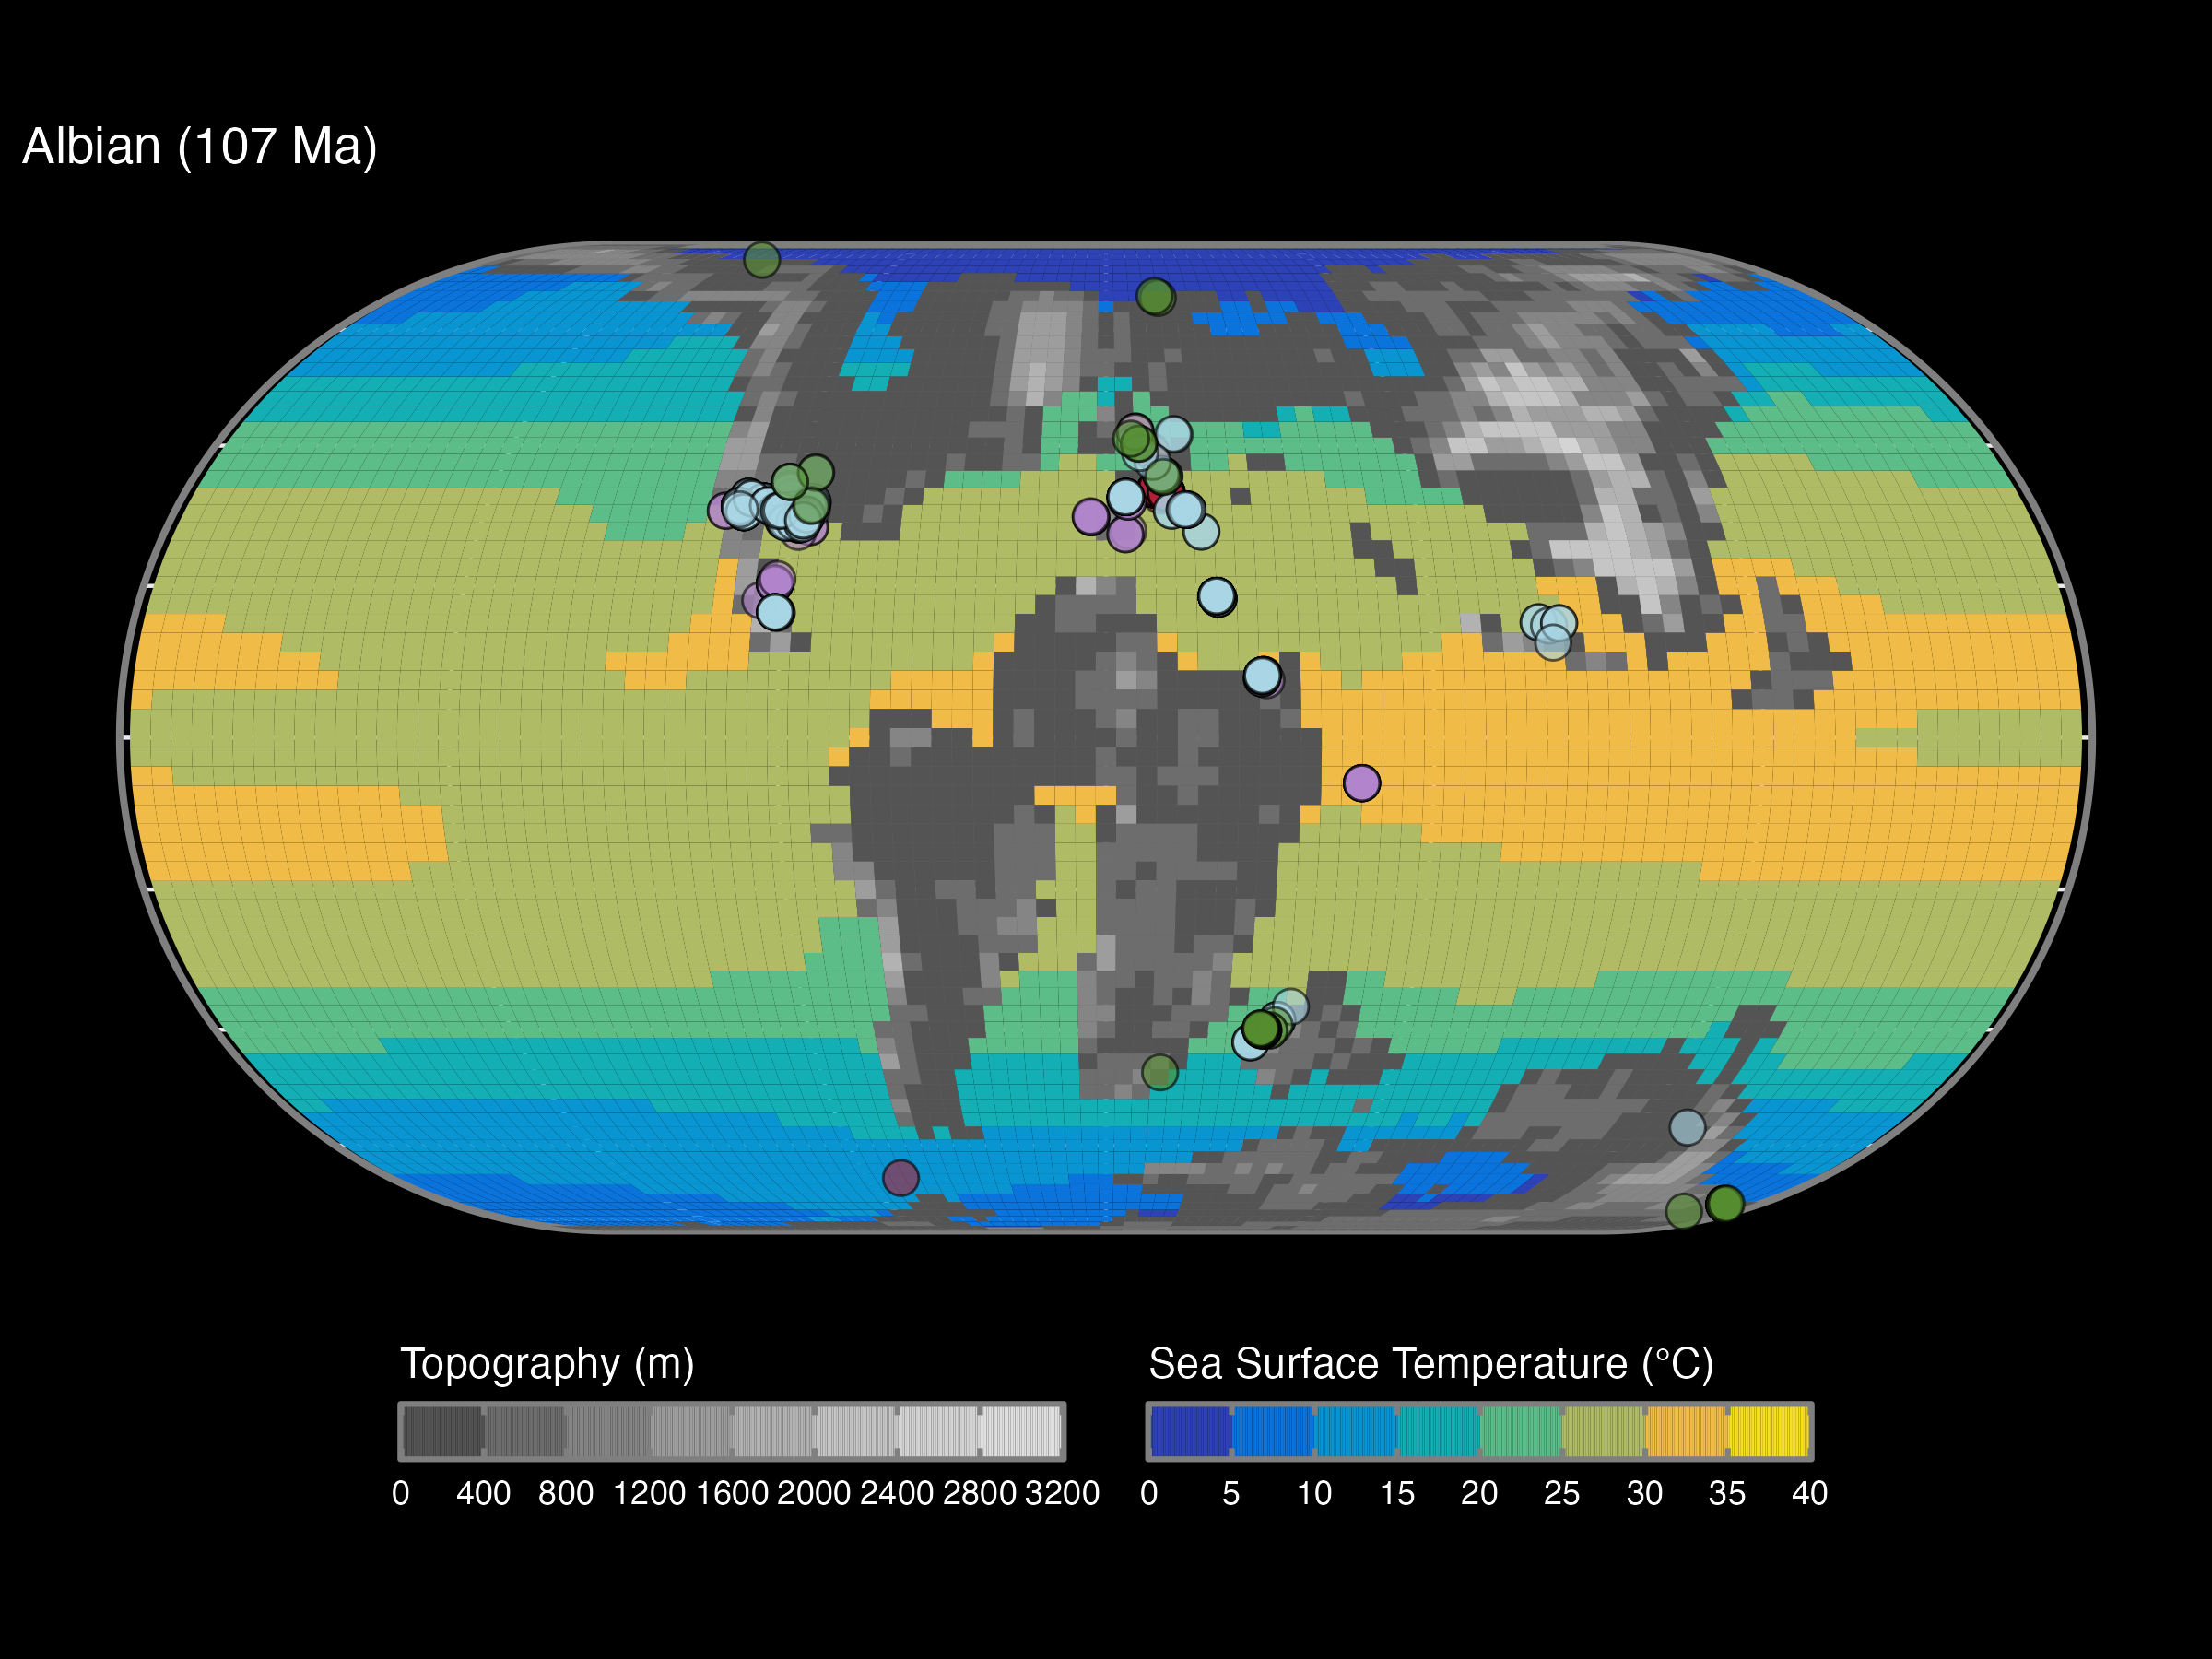 Albian (107 Ma)
Topography (m)
0 400 800 1200 1600 2000 2400 2800 3200
Sea Surface Temperature (°C)
0 5 10 15 20 25 30 35 40